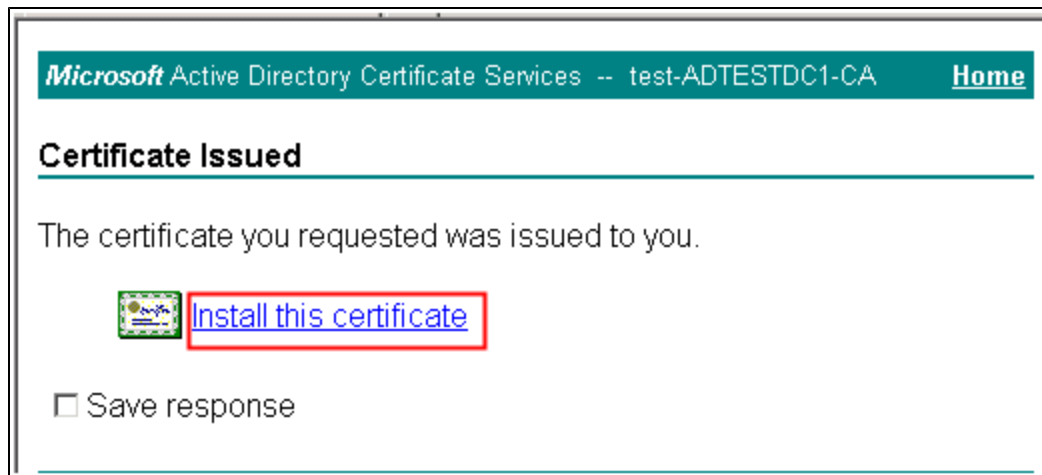 Microsoft Active Directory Certificate Services -- test-ADTESTDC1-CA Home
Certificate Issued
The certificate you requested was issued to you.
Install this certificate
Save response